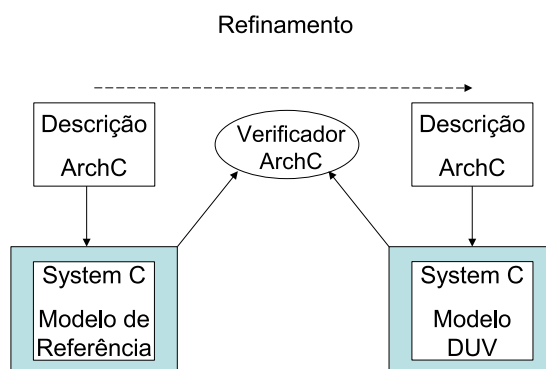 Refinamento
Descrição
ArchC
Verificador
ArchC
Descrição
ArchC
System C
Modelo de
Referência
System C
Modelo
DUV